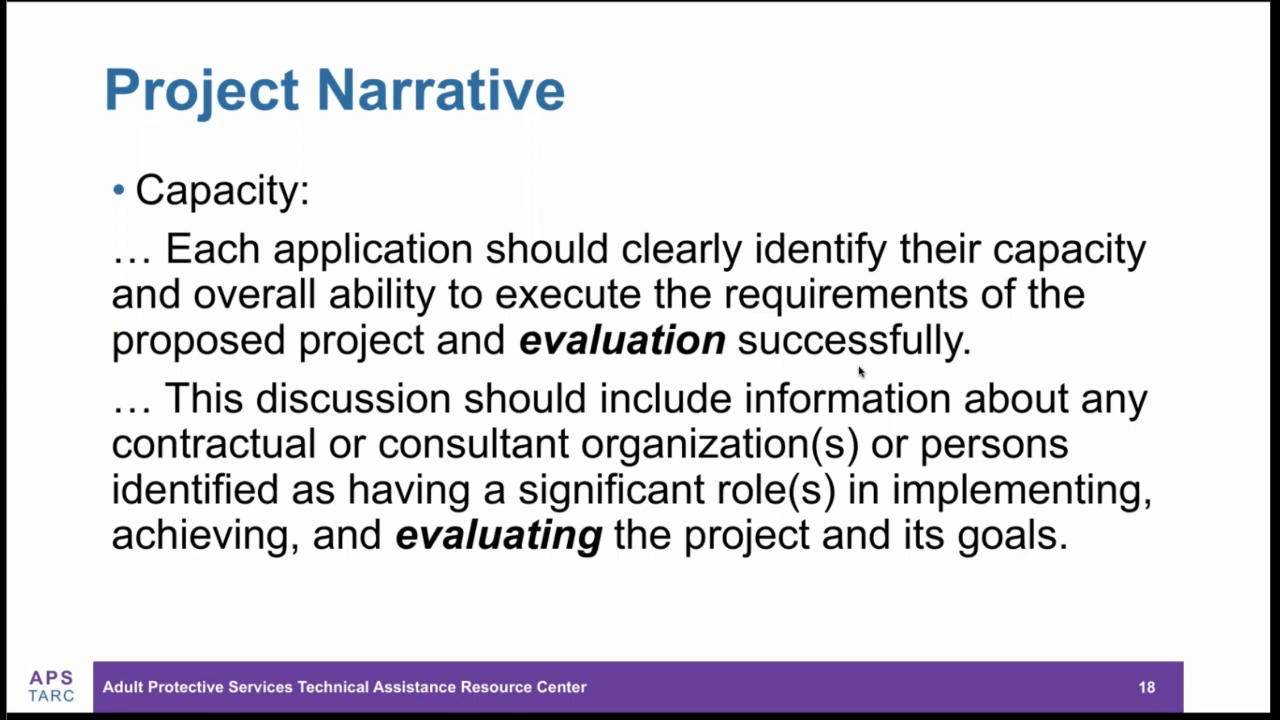 Project Narrative
• Capacity:
… Each application should clearly identify their capacity
and overall ability to execute the requirements of the
proposed project and evaluation successfully.
… This discussion should include information about any
contractual or consultant organization(s) or persons
identified as having a significant role(s) in implementing,
achieving, and evaluating the project and its goals.
APS
TARC
Adult Protective Services Technical Assistance Resource Center
18